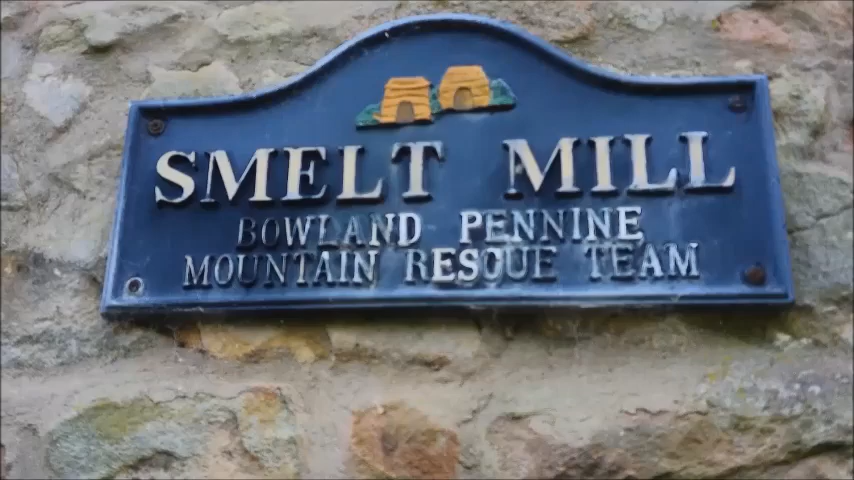 SMELT MILL
BOWLAND PENNINE
MOUNTAIN RESCUE TEAM